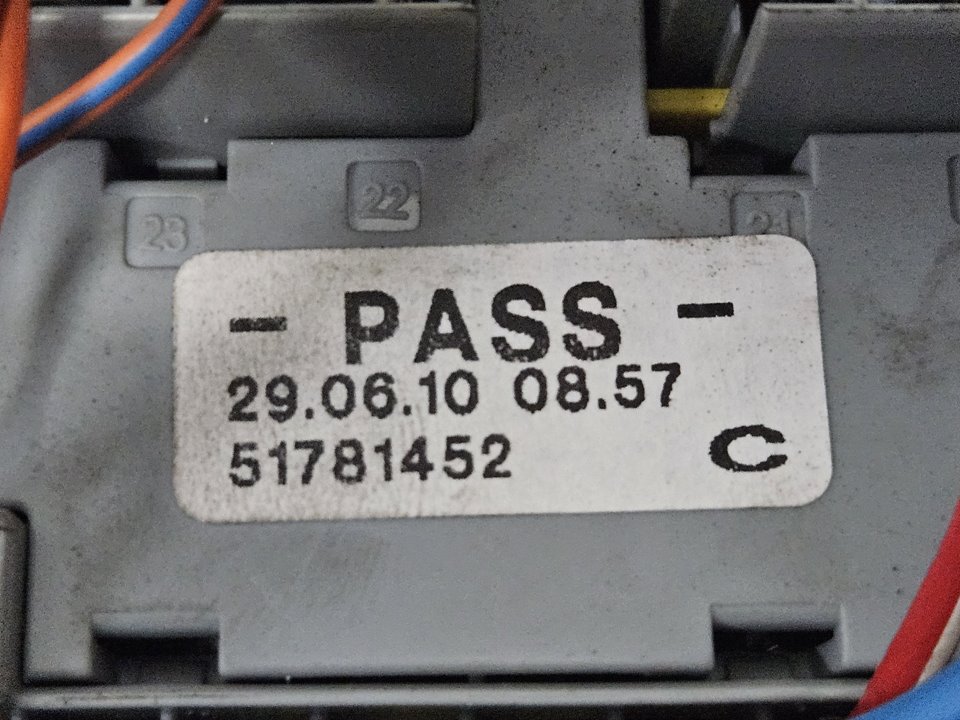 23 22 21
- PASS -
29.06.10 08.57
51781452 C